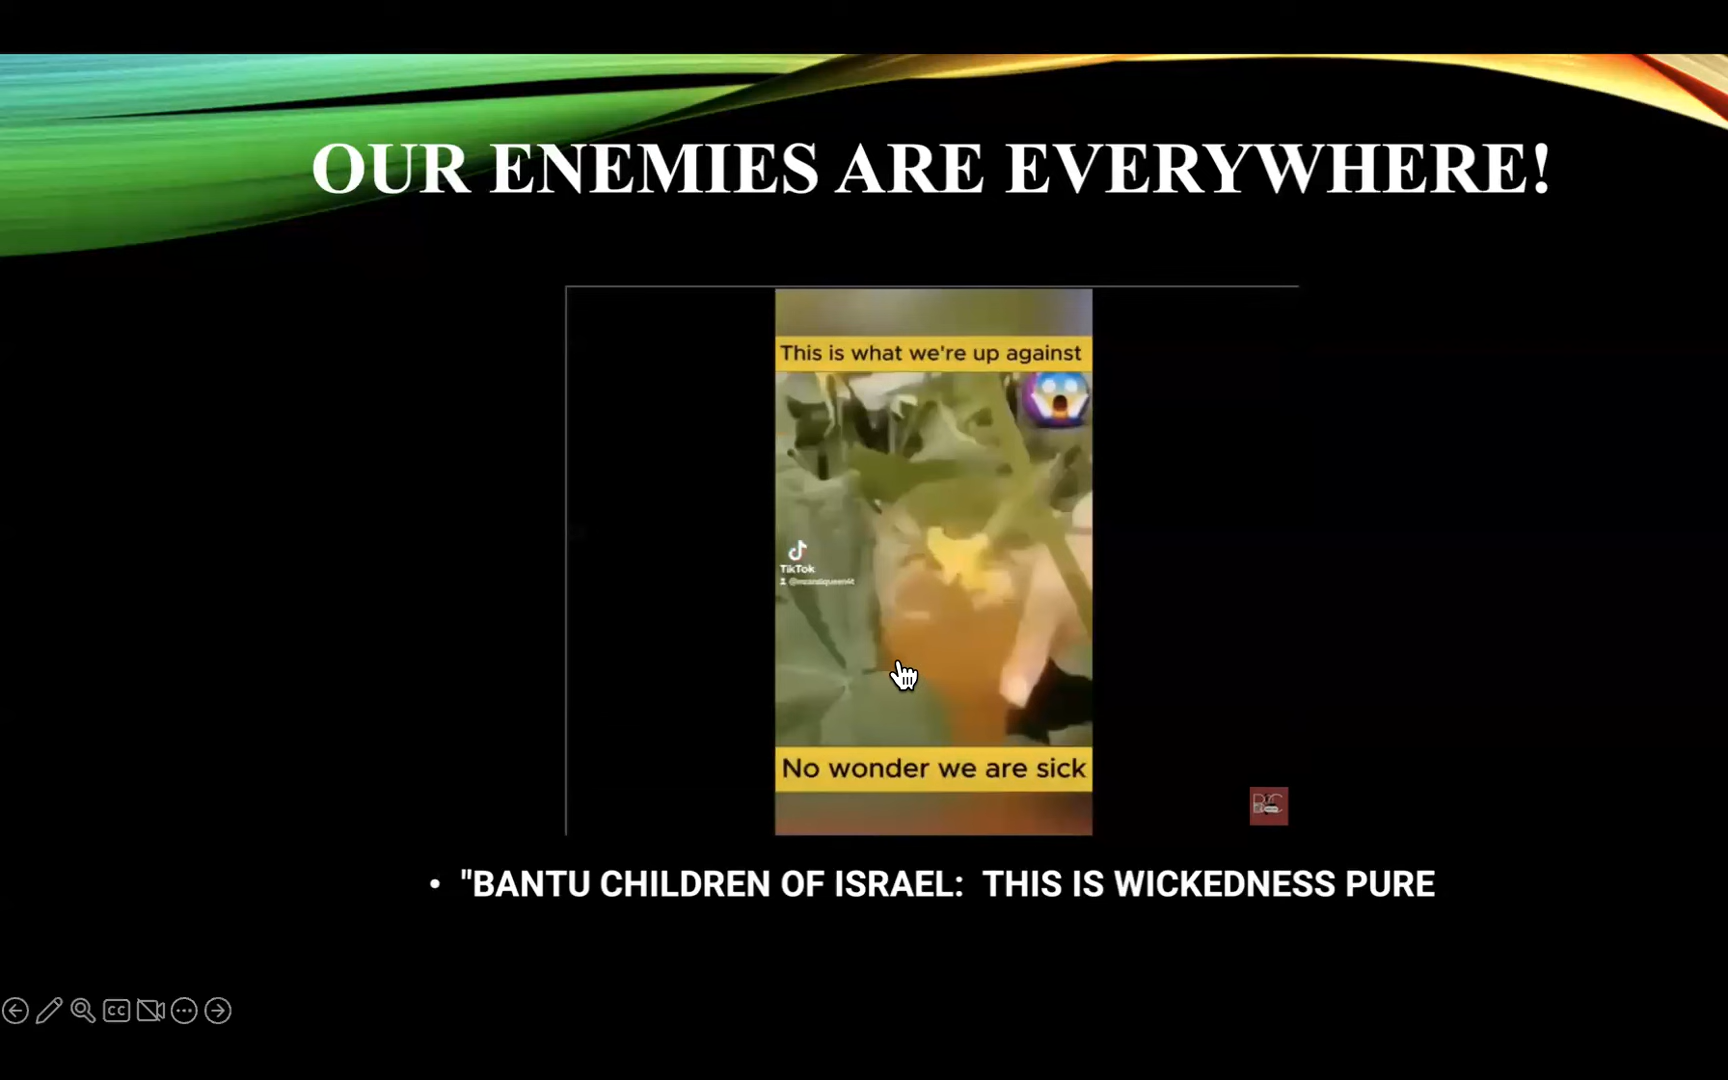 OUR ENEMIES ARE EVERYWHERE!
This is what we're up against
TikTok
No wonder we are sick
• "BANTU CHILDREN OF ISRAEL: THIS IS WICKEDNESS PURE
CC